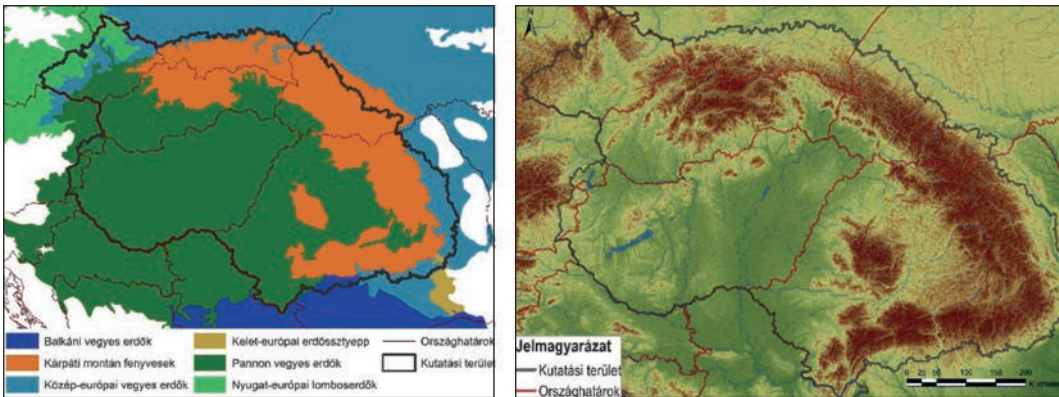 Balkáni vegyes erdők
Kárpáti montán fenyvesek
Közép-európai vegyes erdők
Kelet-európai erdőssztyepp
Pannon vegyes erdők
Nyugat-európai lomboserdők
Országhatárok
Kutatási terület
N
Jelmagyarázat
Kutatási terület
Országhatárok
0 25 50 100 150 200